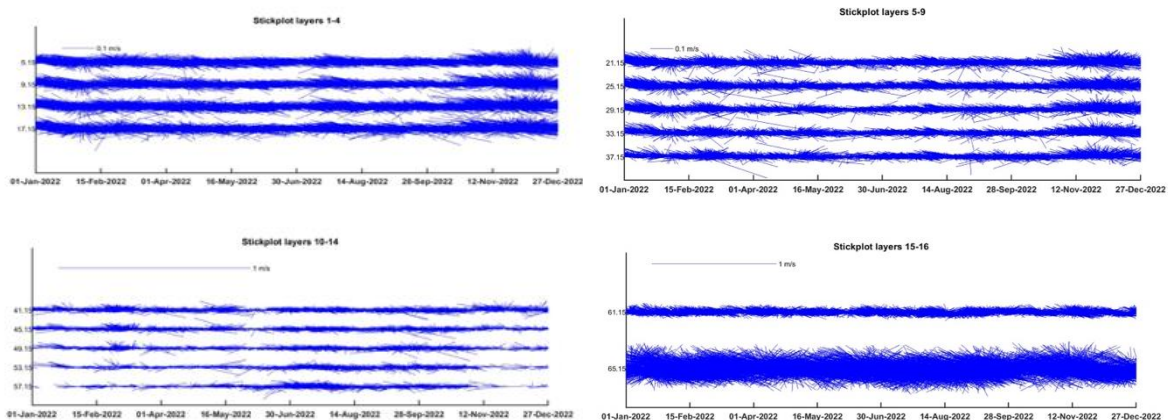 Stickplot layers 1-4
0.1 m/s
5.15
9.15
13.15
17.15
01-Jan-2022 15-Feb-2022 01-Apr-2022 16-May-2022 30-Jun-2022 14-Aug-2022 28-Sep-2022 12-Nov-2022 27-Dec-2022
Stickplot layers 5-9
0.1 m/s
21.15
25.15
29.15
33.15
37.15
01-Jan-2022 15-Feb-2022 01-Apr-2022 16-May-2022 30-Jun-2022 14-Aug-2022 28-Sep-2022 12-Nov-2022 27-Dec-2022
Stickplot layers 10-14
1 m/s
41.15
45.15
49.15
53.15
57.15
01-Jan-2022 15-Feb-2022 01-Apr-2022 16-May-2022 30-Jun-2022 14-Aug-2022 28-Sep-2022 12-Nov-2022 27-Dec-2022
Stickplot layers 15-16
1 m/s
61.15
65.15
01-Jan-2022 15-Feb-2022 01-Apr-2022 16-May-2022 30-Jun-2022 14-Aug-2022 28-Sep-2022 12-Nov-2022 27-Dec-2022